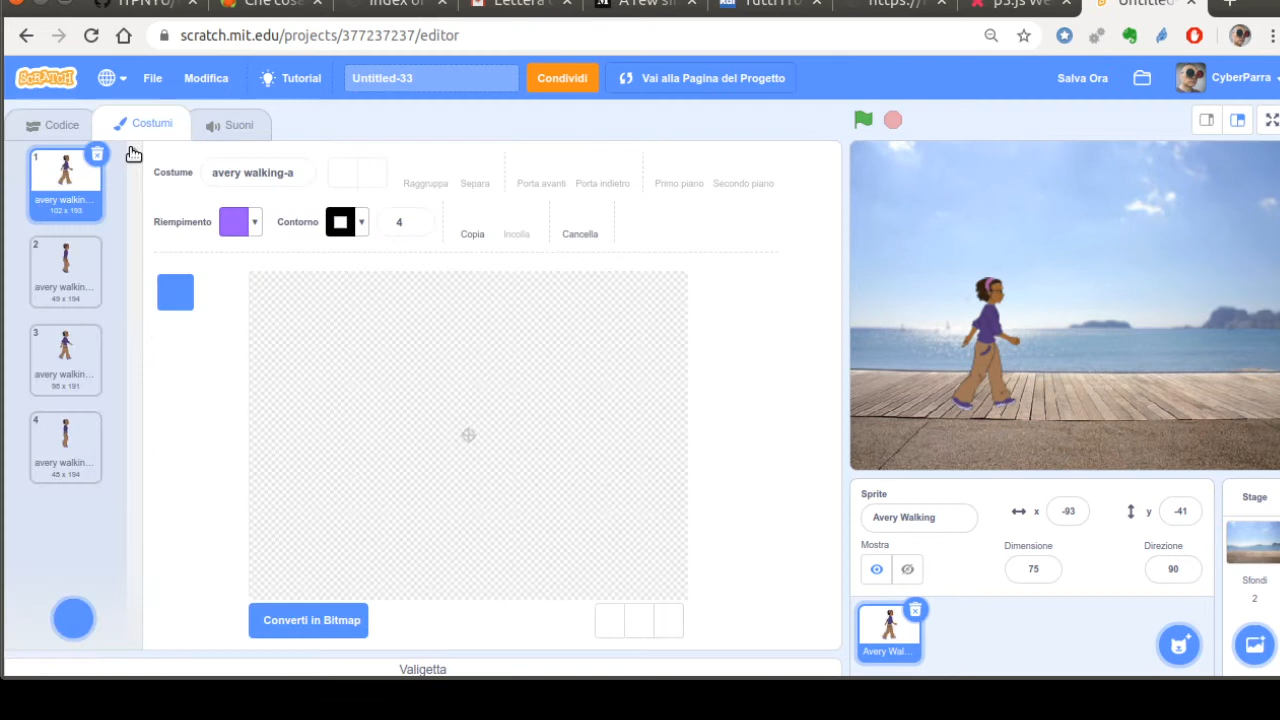 Lettera
https://
scratch.mit.edu/projects/377237237/editor
SCRATCH File Modifica Tutorial Untitled-33 Condividi Vai alla Pagina del Progetto Salva Ora CyberParra
Codice Costumi Suoni
1
avery walkin...
102 x 193
2
avery walkin...
49 x 194
3
avery walkin...
95 x 191
4
avery walkin...
45 x 194
Costume avery walking-a Raggruppa Separa Porta avanti Porta indietro Primo piano Secondo piano
Riempimento Contorno 4 Copia Incolla Cancella
Converti in Bitmap
Valigetta
Sprite
Avery Walking x -93 y -41
Mostra Dimensione Direzione
75 90
Avery Wal...
Stage
Sfondi
2